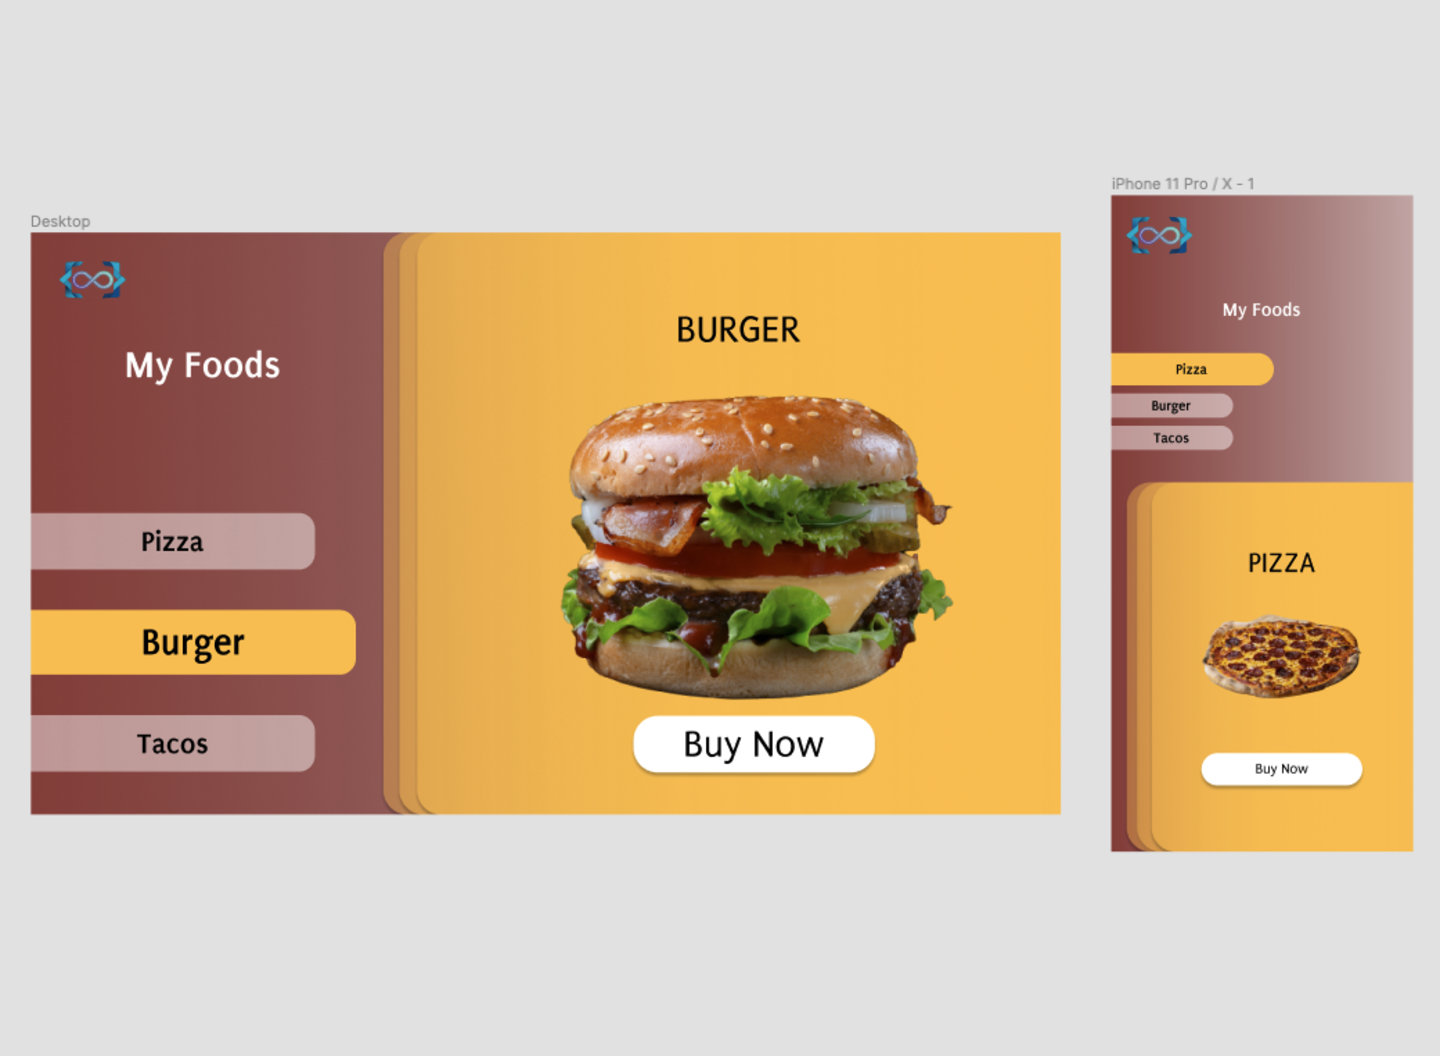 Desktop
My Foods
Pizza
Burger
Tacos
BURGER
Buy Now
iPhone 11 Pro / X - 1
My Foods
Pizza
Burger
Tacos
PIZZA
Buy Now